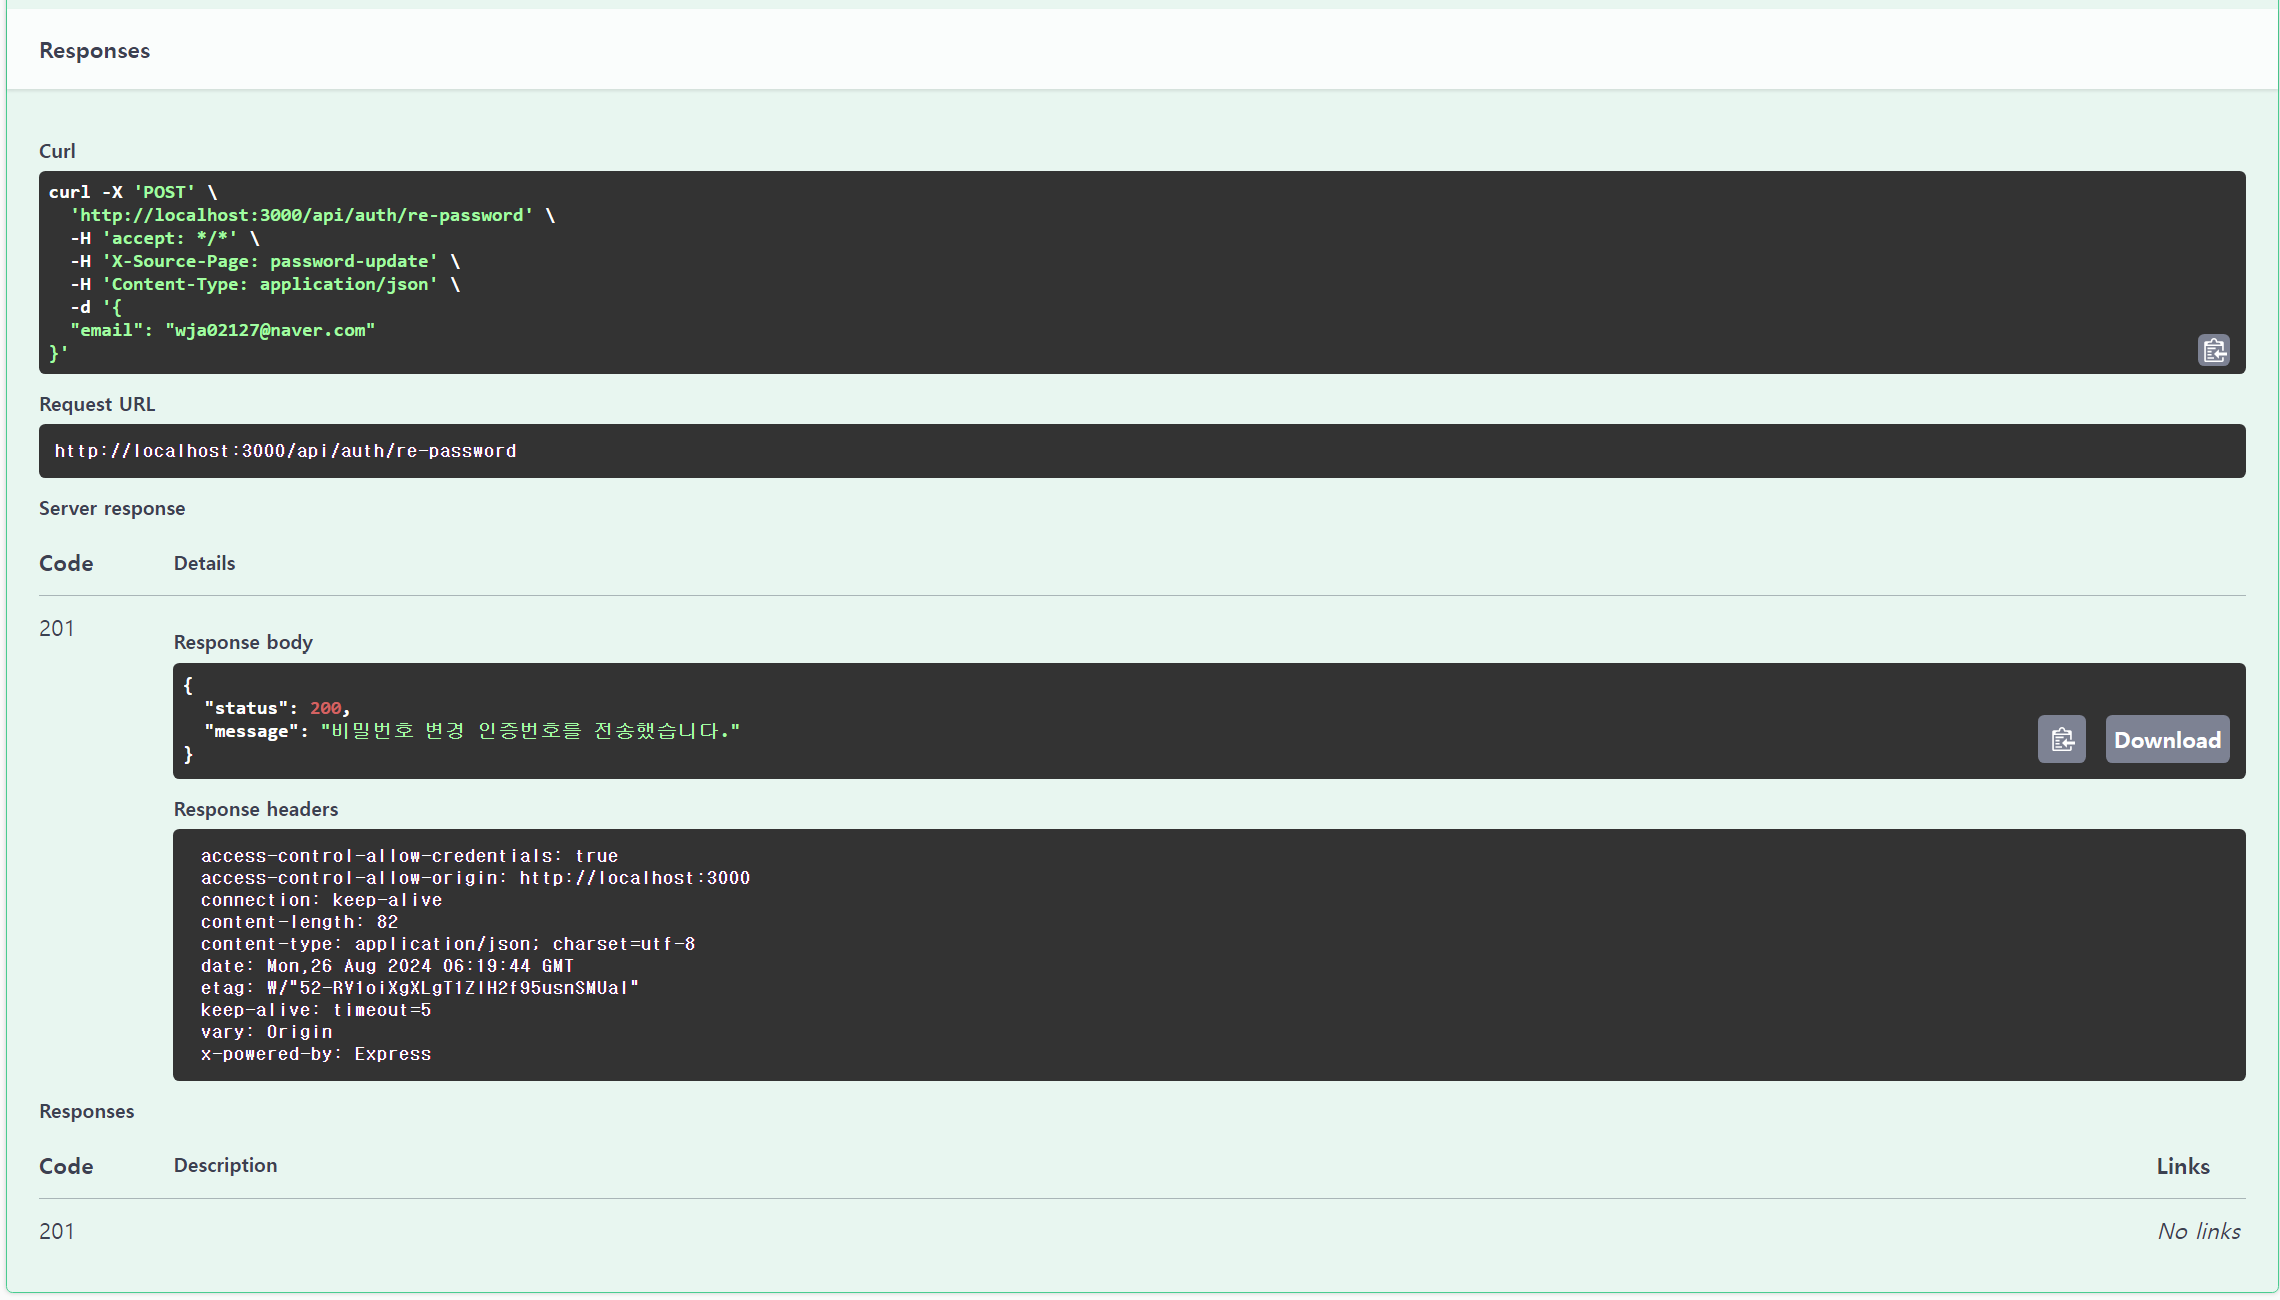 Responses
Curl
curl -X 'POST' \
'http://localhost:3000/api/auth/re-password' \
-H 'accept: */*' \
-H 'X-Source-Page: password-update' \
-H 'Content-Type: application/json' \
-d '{
"email": "wja02127@naver.com"
}'
Request URL
http://localhost:3000/api/auth/re-password
Server response
Code Details
201
Response body
{
"status": 200,
"message": "비밀번호 변경 인증번호를 전송했습니다."
}
Download
Response headers
access-control-allow-credentials: true
access-control-allow-origin: http://localhost:3000
connection: keep-alive
content-length: 82
content-type: application/json; charset=utf-8
date: Mon,26 Aug 2024 06:19:44 GMT
etag: W/"52-RY1oiXgXLgT1ZlH2f95usnSMUaI"
keep-alive: timeout=5
vary: Origin
x-powered-by: Express
Responses
Code Description Links
201 No links